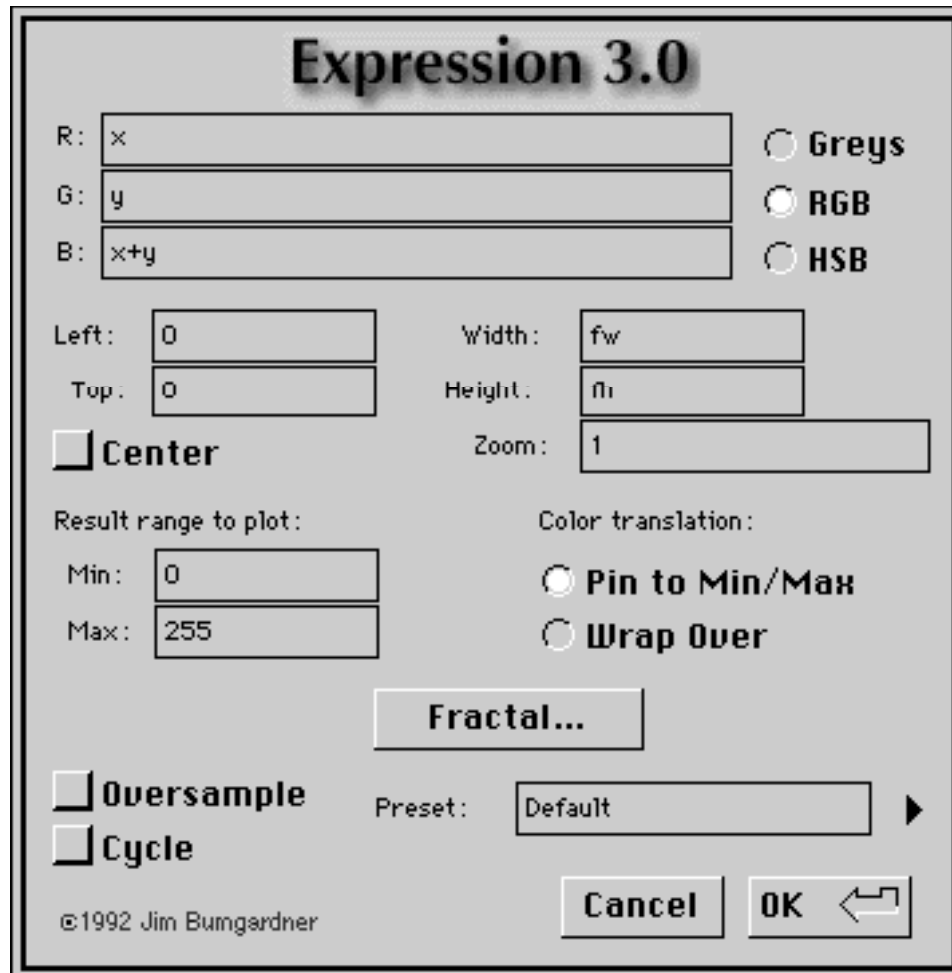 Expression 3.0
R: x
Greys
G: y
RGB
B: x+y
HSB
Left: 0
Width: fw
Top: 0
Height: fh
Center
Zoom: 1
Result range to plot:
Color translation:
Min: 0
Pin to Min/Max
Max: 255
Wrap Over
Fractal...
Oversample
Preset: Default
Cycle
Cancel
OK
©1992 Jim Bumgardner